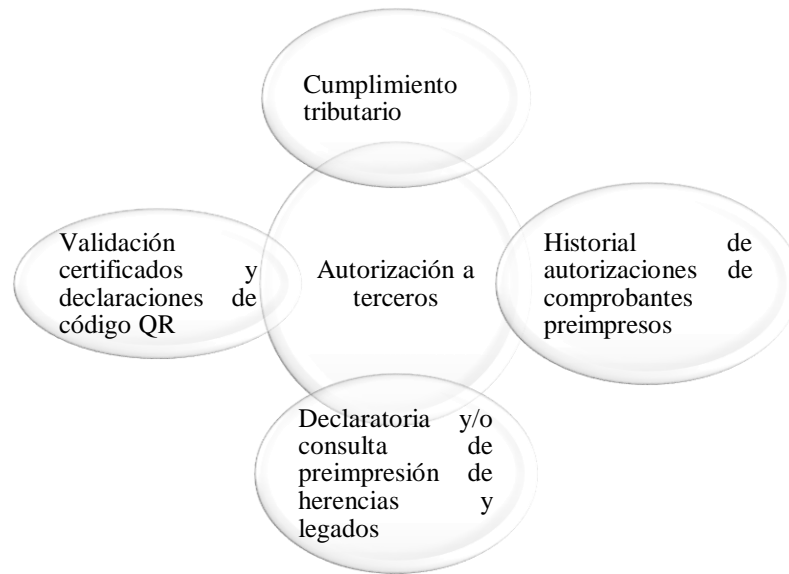 Cumplimiento
tributario
Validación
certificados y
declaraciones de
código QR
Autorización a
terceros
Historial de
autorizaciones de
comprobantes
preimpresos
Declaratoria y/o
consulta de
preimpresión de
herencias y
legados